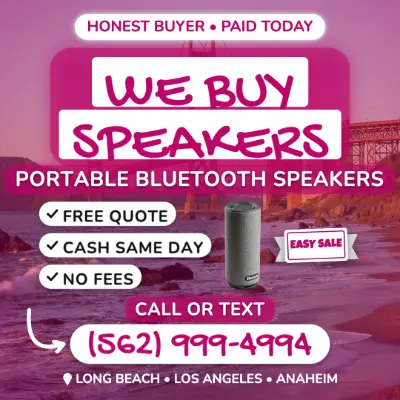 HONEST BUYER • PAID TODAY
WE BUY
SPEAKERS
PORTABLE BLUETOOTH SPEAKERS
FREE QUOTE
CASH SAME DAY
NO FEES
EASY SALE
CALL OR TEXT
(562) 999-4994
LONG BEACH • LOS ANGELES • ANAHEIM